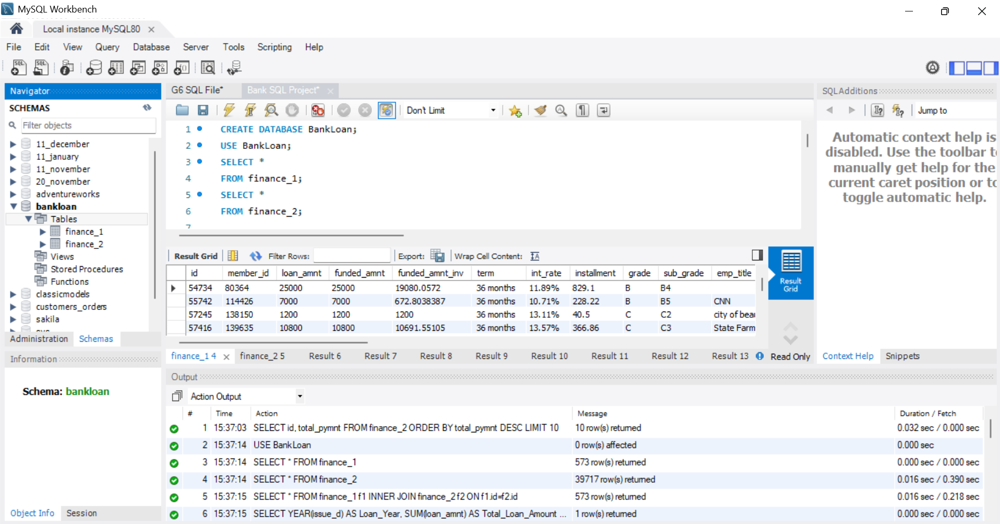 MySQL Workbench
Local instance MySQL80
File Edit View Query Database Server Tools Scripting Help
Navigator
SCHEMAS
Filter objects
11_december
11_january
11_november
20_november
adventureworks
bankloan
Tables
finance_1
finance_2
Views
Stored Procedures
Functions
classicmodels
customers_orders
sakila
Administration Schemas
Information
Schema: bankloan
Object Info Session
G6 SQL File* Bank SQL Project*
Don't Limit
1 CREATE DATABASE BankLoan;
2 USE BankLoan;
3 SELECT *
4 FROM finance_1;
5 SELECT *
6 FROM finance_2;
7
Result Grid Filter Rows: Export: Wrap Cell Content:
id member_id loan_amnt funded_amnt funded_amnt_inv term int_rate installment grade sub_grade emp_title
54734 80364 25000 25000 19080.0572 36 months 11.89% 829.1 B B4
55742 114426 7000 7000 672.8038387 36 months 10.71% 228.22 B B5 CNN
57245 138150 1200 1200 1200 36 months 13.11% 40.5 C C2 city of beau
57416 139635 10800 10800 10691.55105 36 months 13.57% 366.86 C C3 State Farm
Result
Grid
finance_1 4 finance_2 5 Result 6 Result 7 Result 8 Result 9 Result 10 Result 11 Result 12 Result 13 Read Only
SQLAdditions
Jump to
Automatic context help is
disabled. Use the toolbar to
manually get help for the
current caret position or to
toggle automatic help.
Context Help Snippets
Output
Action Output
# Time Action Message Duration / Fetch
1 15:37:03 SELECT id, total_pymnt FROM finance_2 ORDER BY total_pymnt DESC LIMIT 10 10 row(s) returned 0.032 sec / 0.000 sec
2 15:37:14 USE BankLoan 0 row(s) affected 0.000 sec
3 15:37:14 SELECT * FROM finance_1 573 row(s) returned 0.000 sec / 0.000 sec
4 15:37:14 SELECT * FROM finance_2 39717 row(s) returned 0.016 sec / 0.390 sec
5 15:37:15 SELECT * FROM finance_1 f1 INNER JOIN finance_2 f2 ON f1.id=f2.id 573 row(s) returned 0.016 sec / 0.218 sec
6 15:37:15 SELECT YEAR(issue_d) AS Loan_Year, SUM(loan_amnt) AS Total_Loan_Amount ... 1 row(s) returned 0.000 sec / 0.000 sec